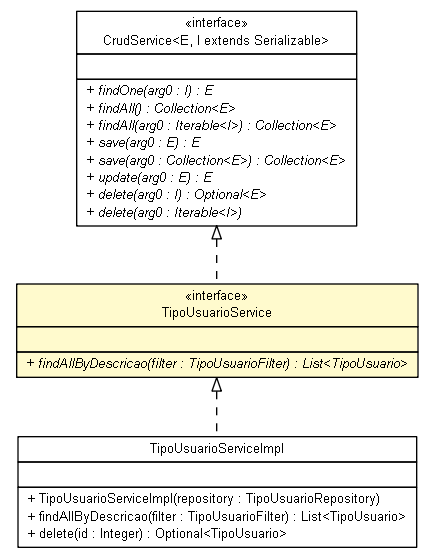 «interface»
CrudService<E, I extends Serializable>
+ findOne(arg0 : I) : E
+ findAll() : Collection<E>
+ findAll(arg0 : Iterable<I>) : Collection<E>
+ save(arg0 : E) : E
+ save(arg0 : Collection<E>) : Collection<E>
+ update(arg0 : E) : E
+ delete(arg0 : I) : Optional<E>
+ delete(arg0 : Iterable<I>)
«interface»
TipoUsuarioService
+ findAllByDescricao(filter : TipoUsuarioFilter) : List<TipoUsuario>
TipoUsuarioServiceImpl
+ TipoUsuarioServiceImpl(repository : TipoUsuarioRepository)
+ findAllByDescricao(filter : TipoUsuarioFilter) : List<TipoUsuario>
+ delete(id : Integer) : Optional<TipoUsuario>